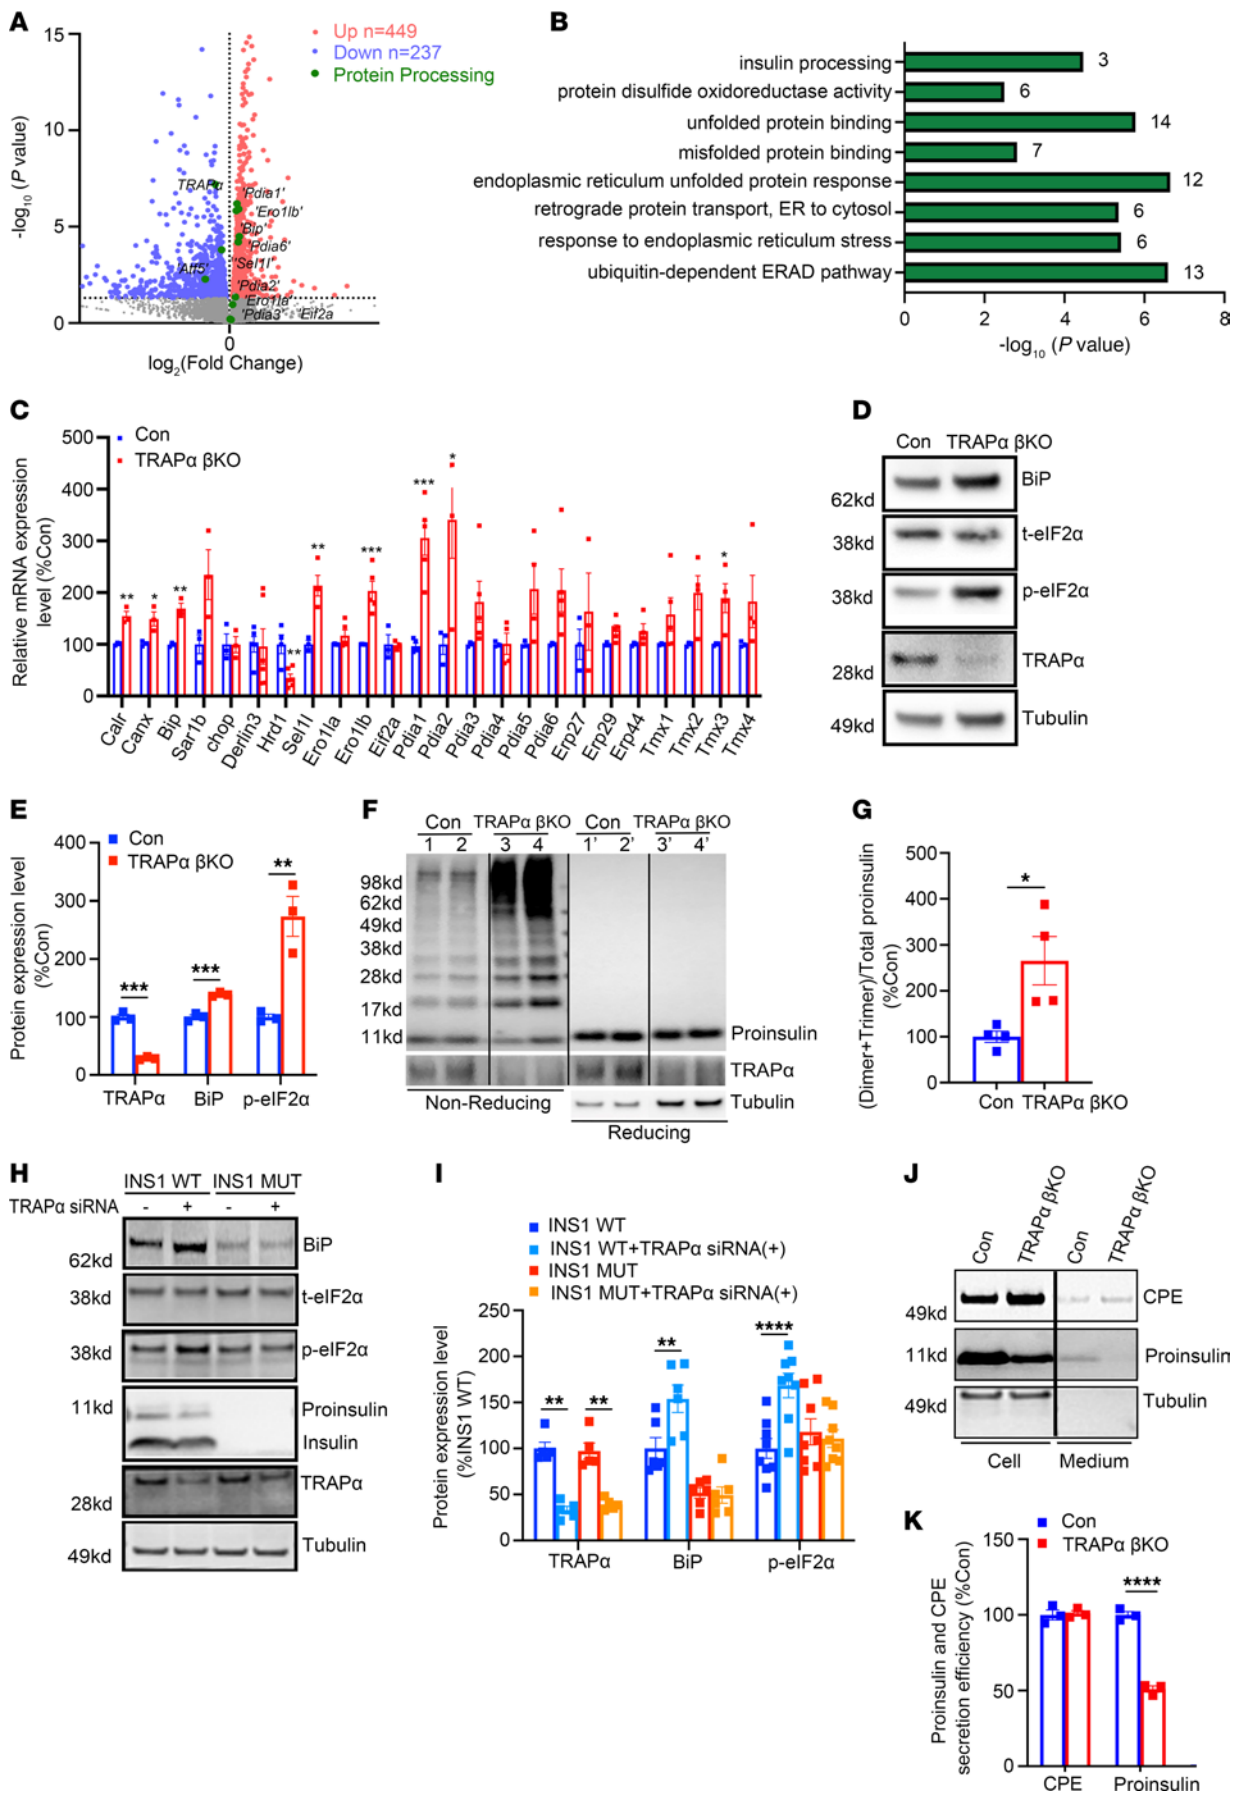 A
15
10
5
0
-log10 (P value)
Up n=449
Down n=237
Protein Processing
TRAPα
'Pdia1'
'Ero1lb'
'Bip'
'Pdia6'
'Sel1l'
'Atf5'
'Pdia2'
'Ero1la'
'Pdia3'
'Eif2a
0
log2(Fold Change)
B
insulin processing
3
protein disulfide oxidoreductase activity
6
unfolded protein binding
14
misfolded protein binding
7
endoplasmic reticulum unfolded protein response
12
retrograde protein transport, ER to cytosol
6
response to endoplasmic reticulum stress
6
ubiquitin-dependent ERAD pathway
13
0 2 4 6 8
-log10 (P value)
C
Relative mRNA expression
level (%Con)
500
400
300
200
100
0
Con
TRAPα βKO
** * ** ** ** *** *** * *
Calr Canx Bip Sar1b chop Derlin3 Hrd1 Sel1l Ero1la Ero1lb Eif2a Pdia1 Pdia2 Pdia3 Pdia4 Pdia5 Pdia6 Erp27 Erp29 Erp44 Tmx1 Tmx2 Tmx3 Tmx4
D
Con TRAPα βKO
62kd BiP
38kd t-eIF2α
38kd p-eIF2α
28kd TRAPα
49kd Tubulin
E
Protein expression level
(%Con)
400
300
200
100
0
Con
TRAPα βKO
*** *** **
TRAPα BiP p-eIF2α
F
Con TRAPα βKO Con TRAPα βKO
1 2 3 4 1' 2' 3' 4'
98kd
62kd
49kd
38kd
28kd
17kd
11kd
Proinsulin
TRAPα
Tubulin
Non-Reducing
Reducing
G
(Dimer+Trimer)/Total proinsulin
(%Con)
500
400
300
200
100
0
*
Con TRAPα βKO
H
INS1 WT INS1 MUT
TRAPα siRNA - + - +
62kd BiP
38kd t-eIF2α
38kd p-eIF2α
11kd Proinsulin
Insulin
28kd TRAPα
49kd Tubulin
I
INS1 WT
INS1 WT+TRAPα siRNA(+)
INS1 MUT
INS1 MUT+TRAPα siRNA(+)
Protein expression level
(%INS1 WT)
250
200
150
100
50
0
** ** ** ****
TRAPα BiP p-eIF2α
J
Con TRAPα βKO Con TRAPα βKO
49kd CPE
11kd Proinsulin
49kd Tubulin
Cell Medium
K
Con
TRAPα βKO
Proinsulin and CPE
secretion efficiency (%Con)
150
100
50
0
****
CPE Proinsulin